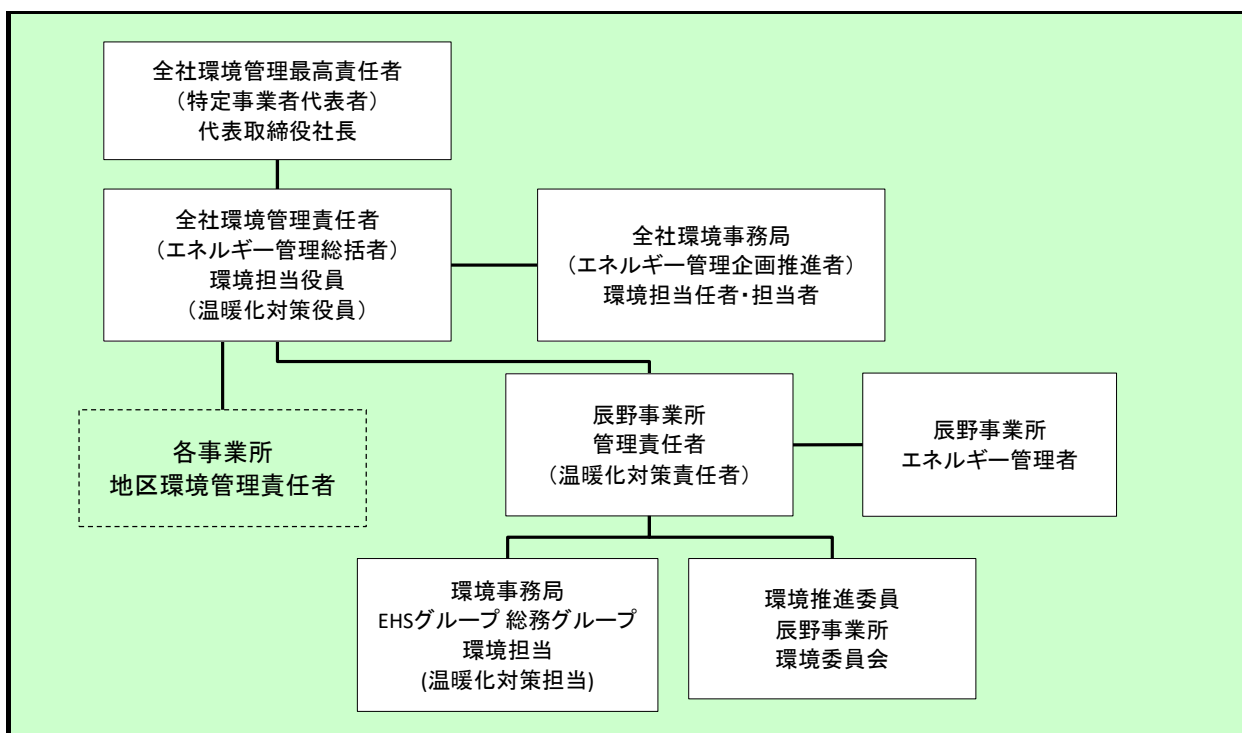 全社環境管理最高責任者
（特定事業者代表者）
代表取締役社長
全社環境管理責任者
（エネルギー管理総括者）
環境担当役員
（温暖化対策役員）
全社環境事務局
（エネルギー管理企画推進者）
環境担当任者・担当者
各事業所
地区環境管理責任者
辰野事業所
管理責任者
（温暖化対策責任者）
辰野事業所
エネルギー管理者
環境事務局
EHSグループ 総務グループ
環境担当
(温暖化対策担当)
環境推進委員
辰野事業所
環境委員会